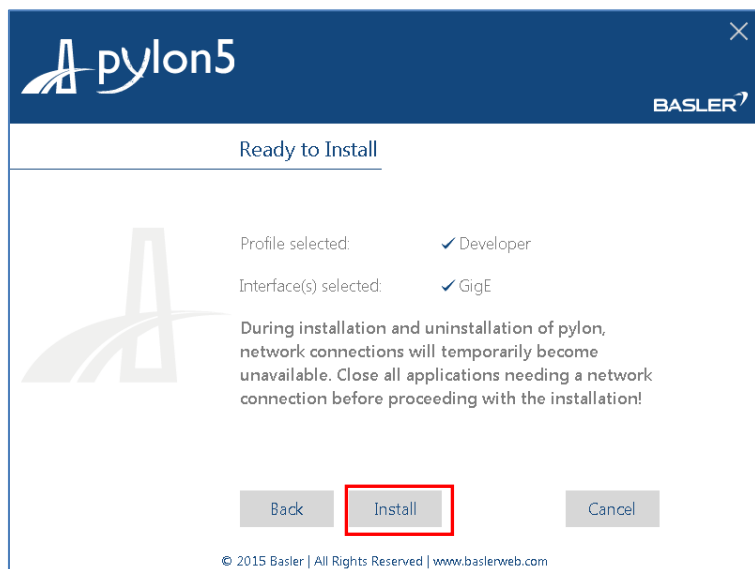 pylon5
BASLER
Ready to Install
Profile selected: Developer
Interface(s) selected: GigE
During installation and uninstallation of pylon,
network connections will temporarily become
unavailable. Close all applications needing a network
connection before proceeding with the installation!
Back Install Cancel
© 2015 Basler | All Rights Reserved | www.baslerweb.com